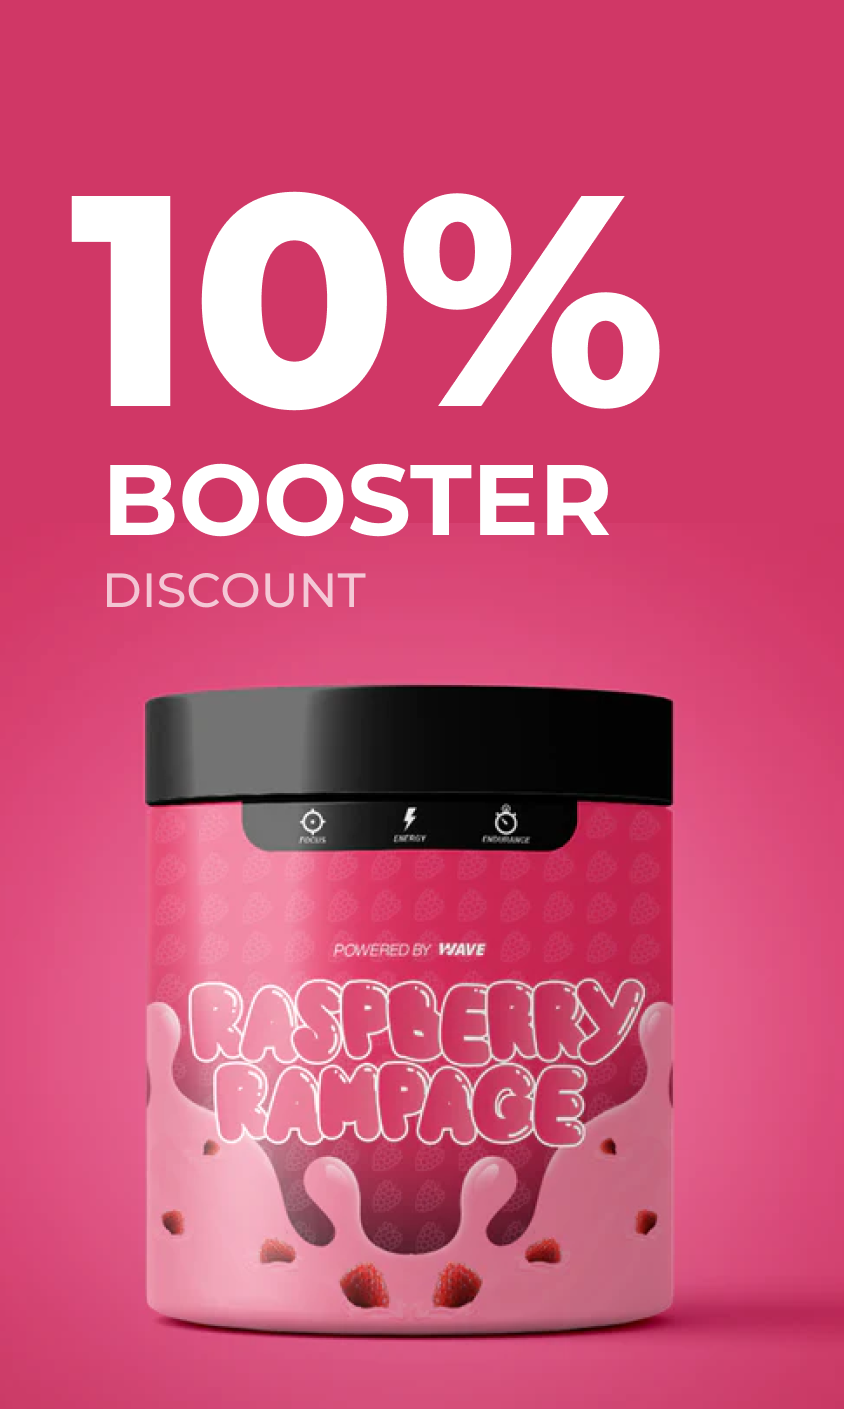 10%
BOOSTER
DISCOUNT
FOCUS
ENERGY
ENDURANCE
POWERED BY WAVE
RASPBERRY
RAMPAGE